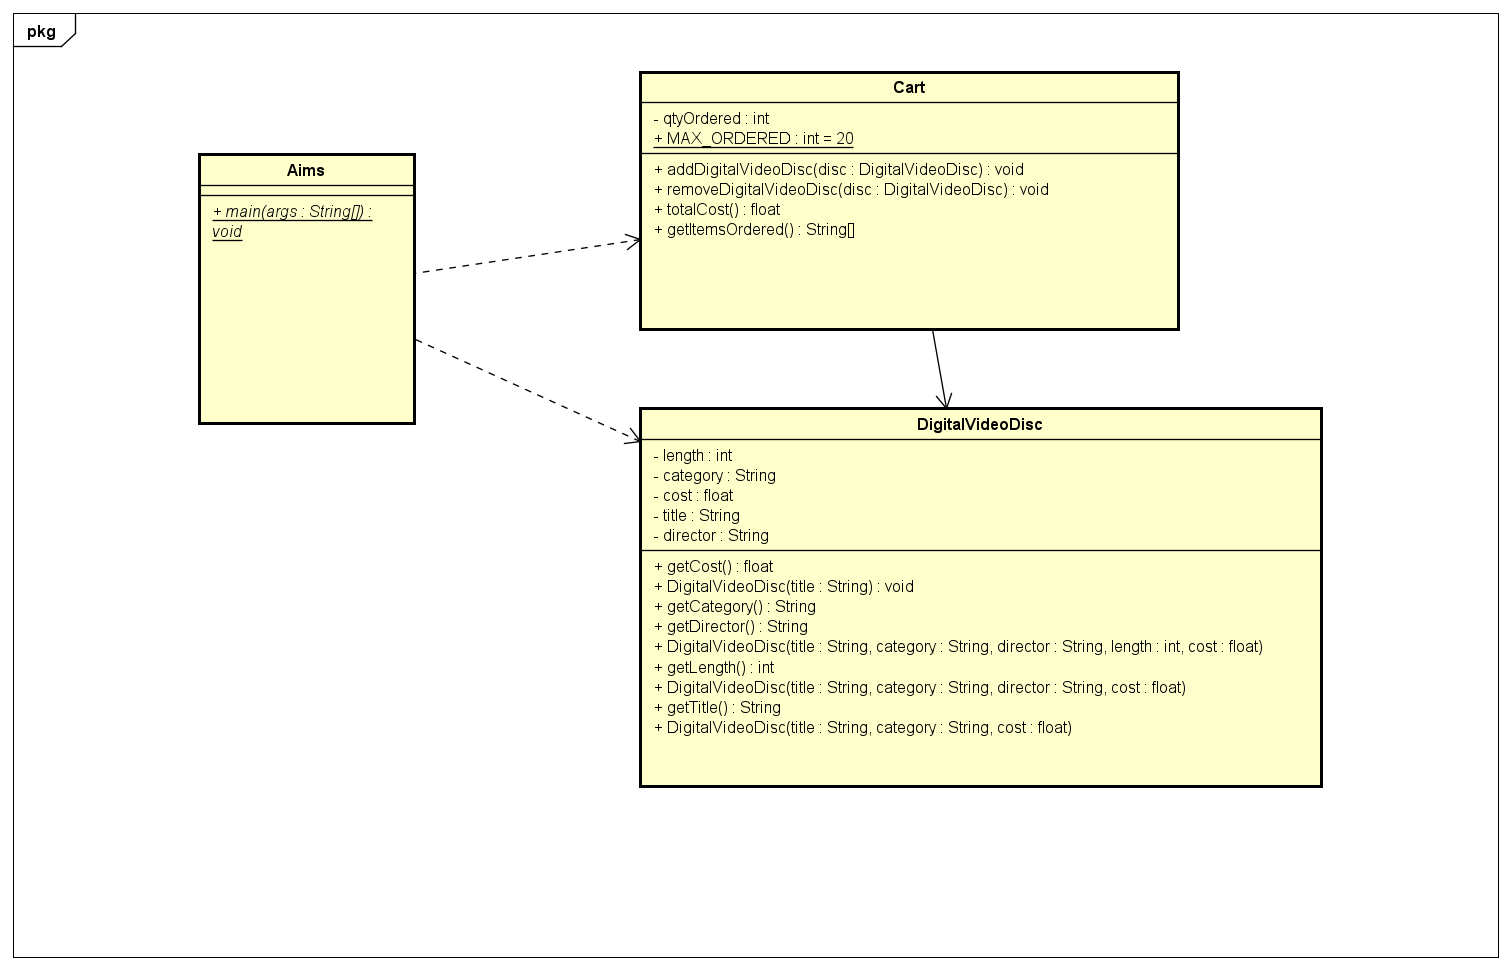 pkg
Aims
+ main(args : String[]) :
void
Cart
- qtyOrdered : int
+ MAX_ORDERED : int = 20
+ addDigitalVideoDisc(disc : DigitalVideoDisc) : void
+ removeDigitalVideoDisc(disc : DigitalVideoDisc) : void
+ totalCost() : float
+ getItemsOrdered() : String[]
DigitalVideoDisc
- length : int
- category : String
- cost : float
- title : String
- director : String
+ getCost() : float
+ DigitalVideoDisc(title : String) : void
+ getCategory() : String
+ getDirector() : String
+ DigitalVideoDisc(title : String, category : String, director : String, length : int, cost : float)
+ getLength() : int
+ DigitalVideoDisc(title : String, category : String, director : String, cost : float)
+ getTitle() : String
+ DigitalVideoDisc(title : String, category : String, cost : float)